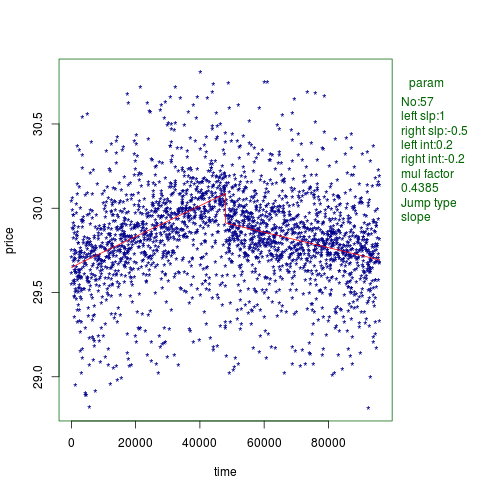 param
No:57
left slp:1
right slp:-0.5
left int:0.2
right int:-0.2
mul factor
0.4385
Jump type
slope
price
30.5
30.0
29.5
29.0
0 20000 40000 60000 80000
time